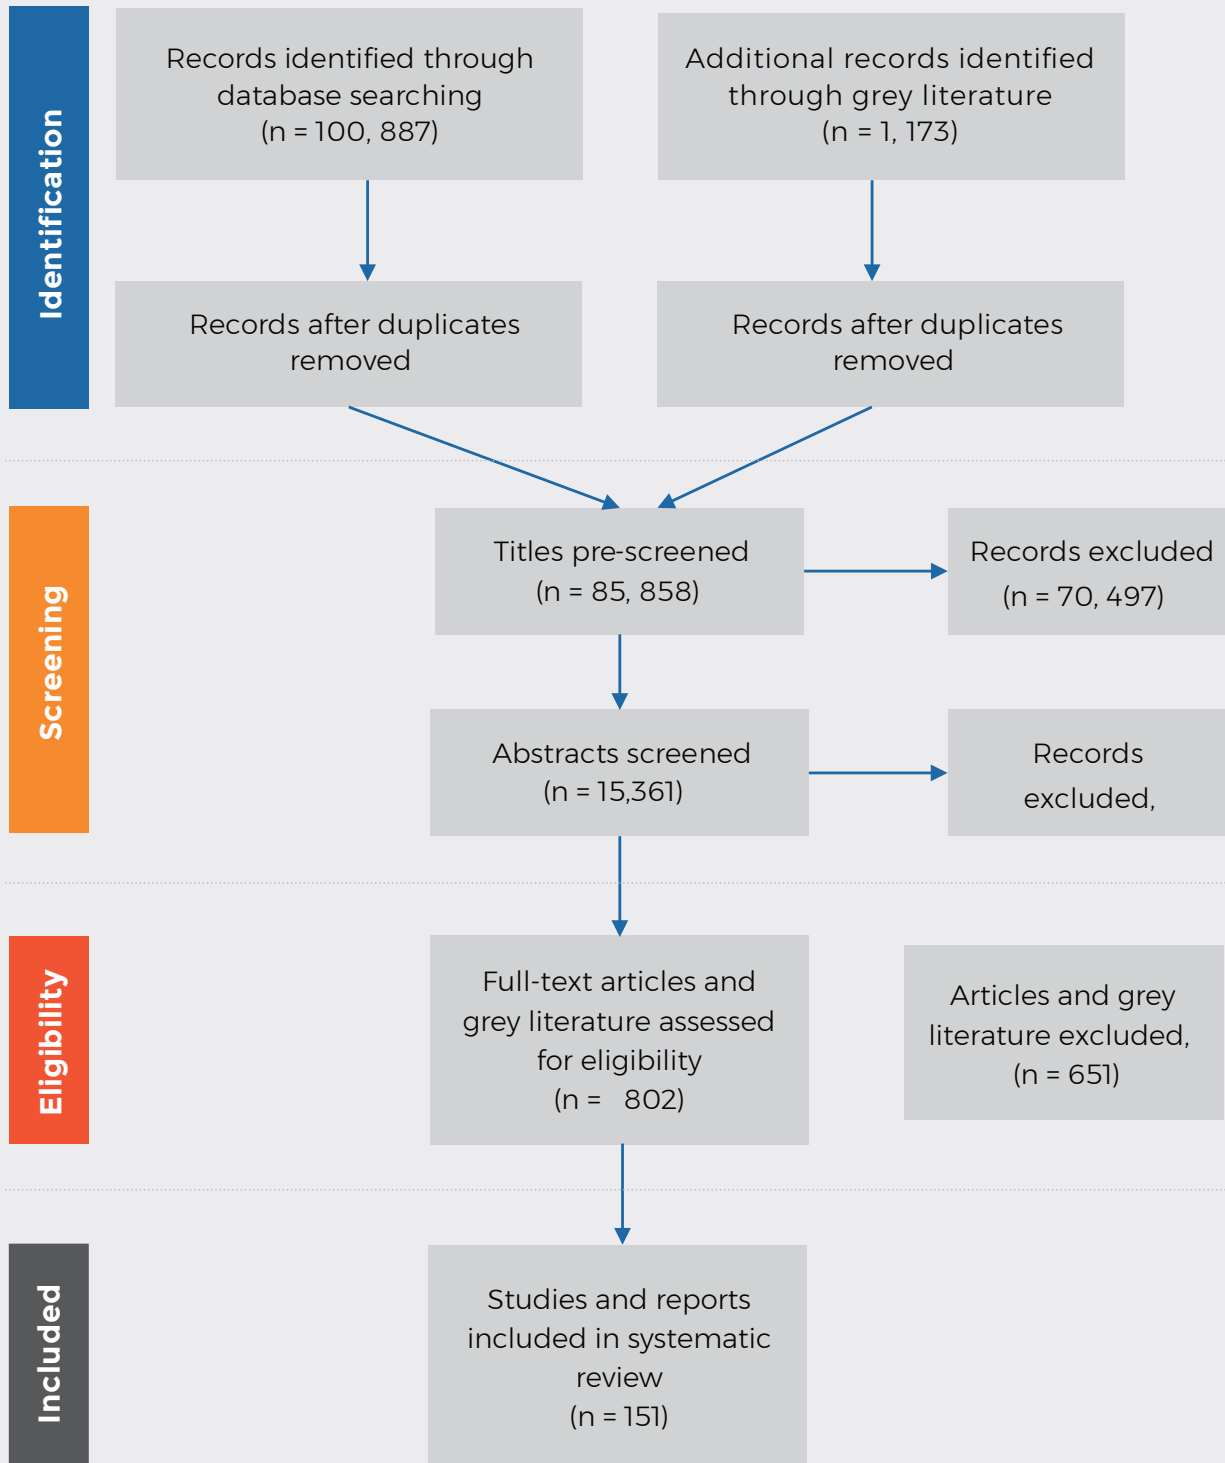 Identification
Records identified through
database searching
(n = 100, 887)
Additional records identified
through grey literature
(n = 1, 173)
Records after duplicates
removed
Records after duplicates
removed
Screening
Titles pre-screened
(n = 85, 858)
Records excluded
(n = 70, 497)
Abstracts screened
(n = 15,361)
Records
excluded,
Eligibility
Full-text articles and
grey literature assessed
for eligibility
(n =   802)
Articles and grey
literature excluded,
(n = 651)
Included
Studies and reports
included in systematic
review
(n = 151)